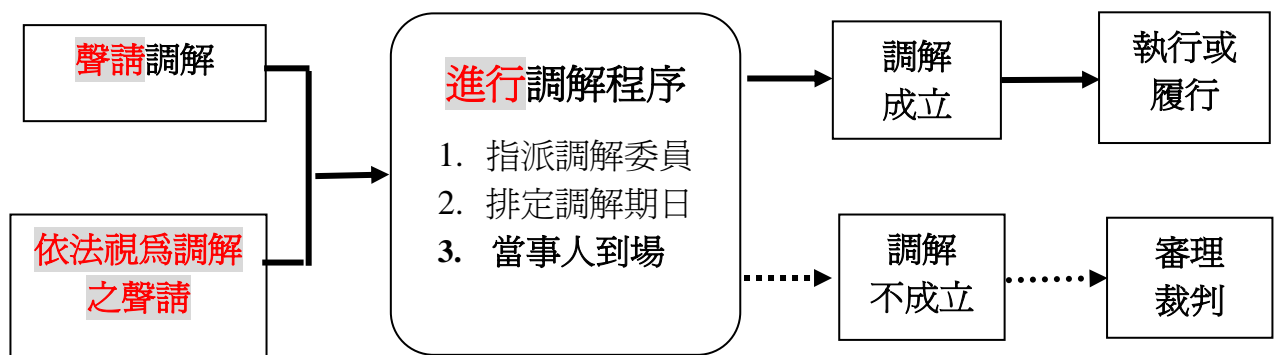 聲請調解
依法視為調解
之聲請
進行調解程序
1. 指派調解委員
2. 排定調解期日
3. 當事人到場
調解
成立
執行或
履行
調解
不成立
審理
裁判